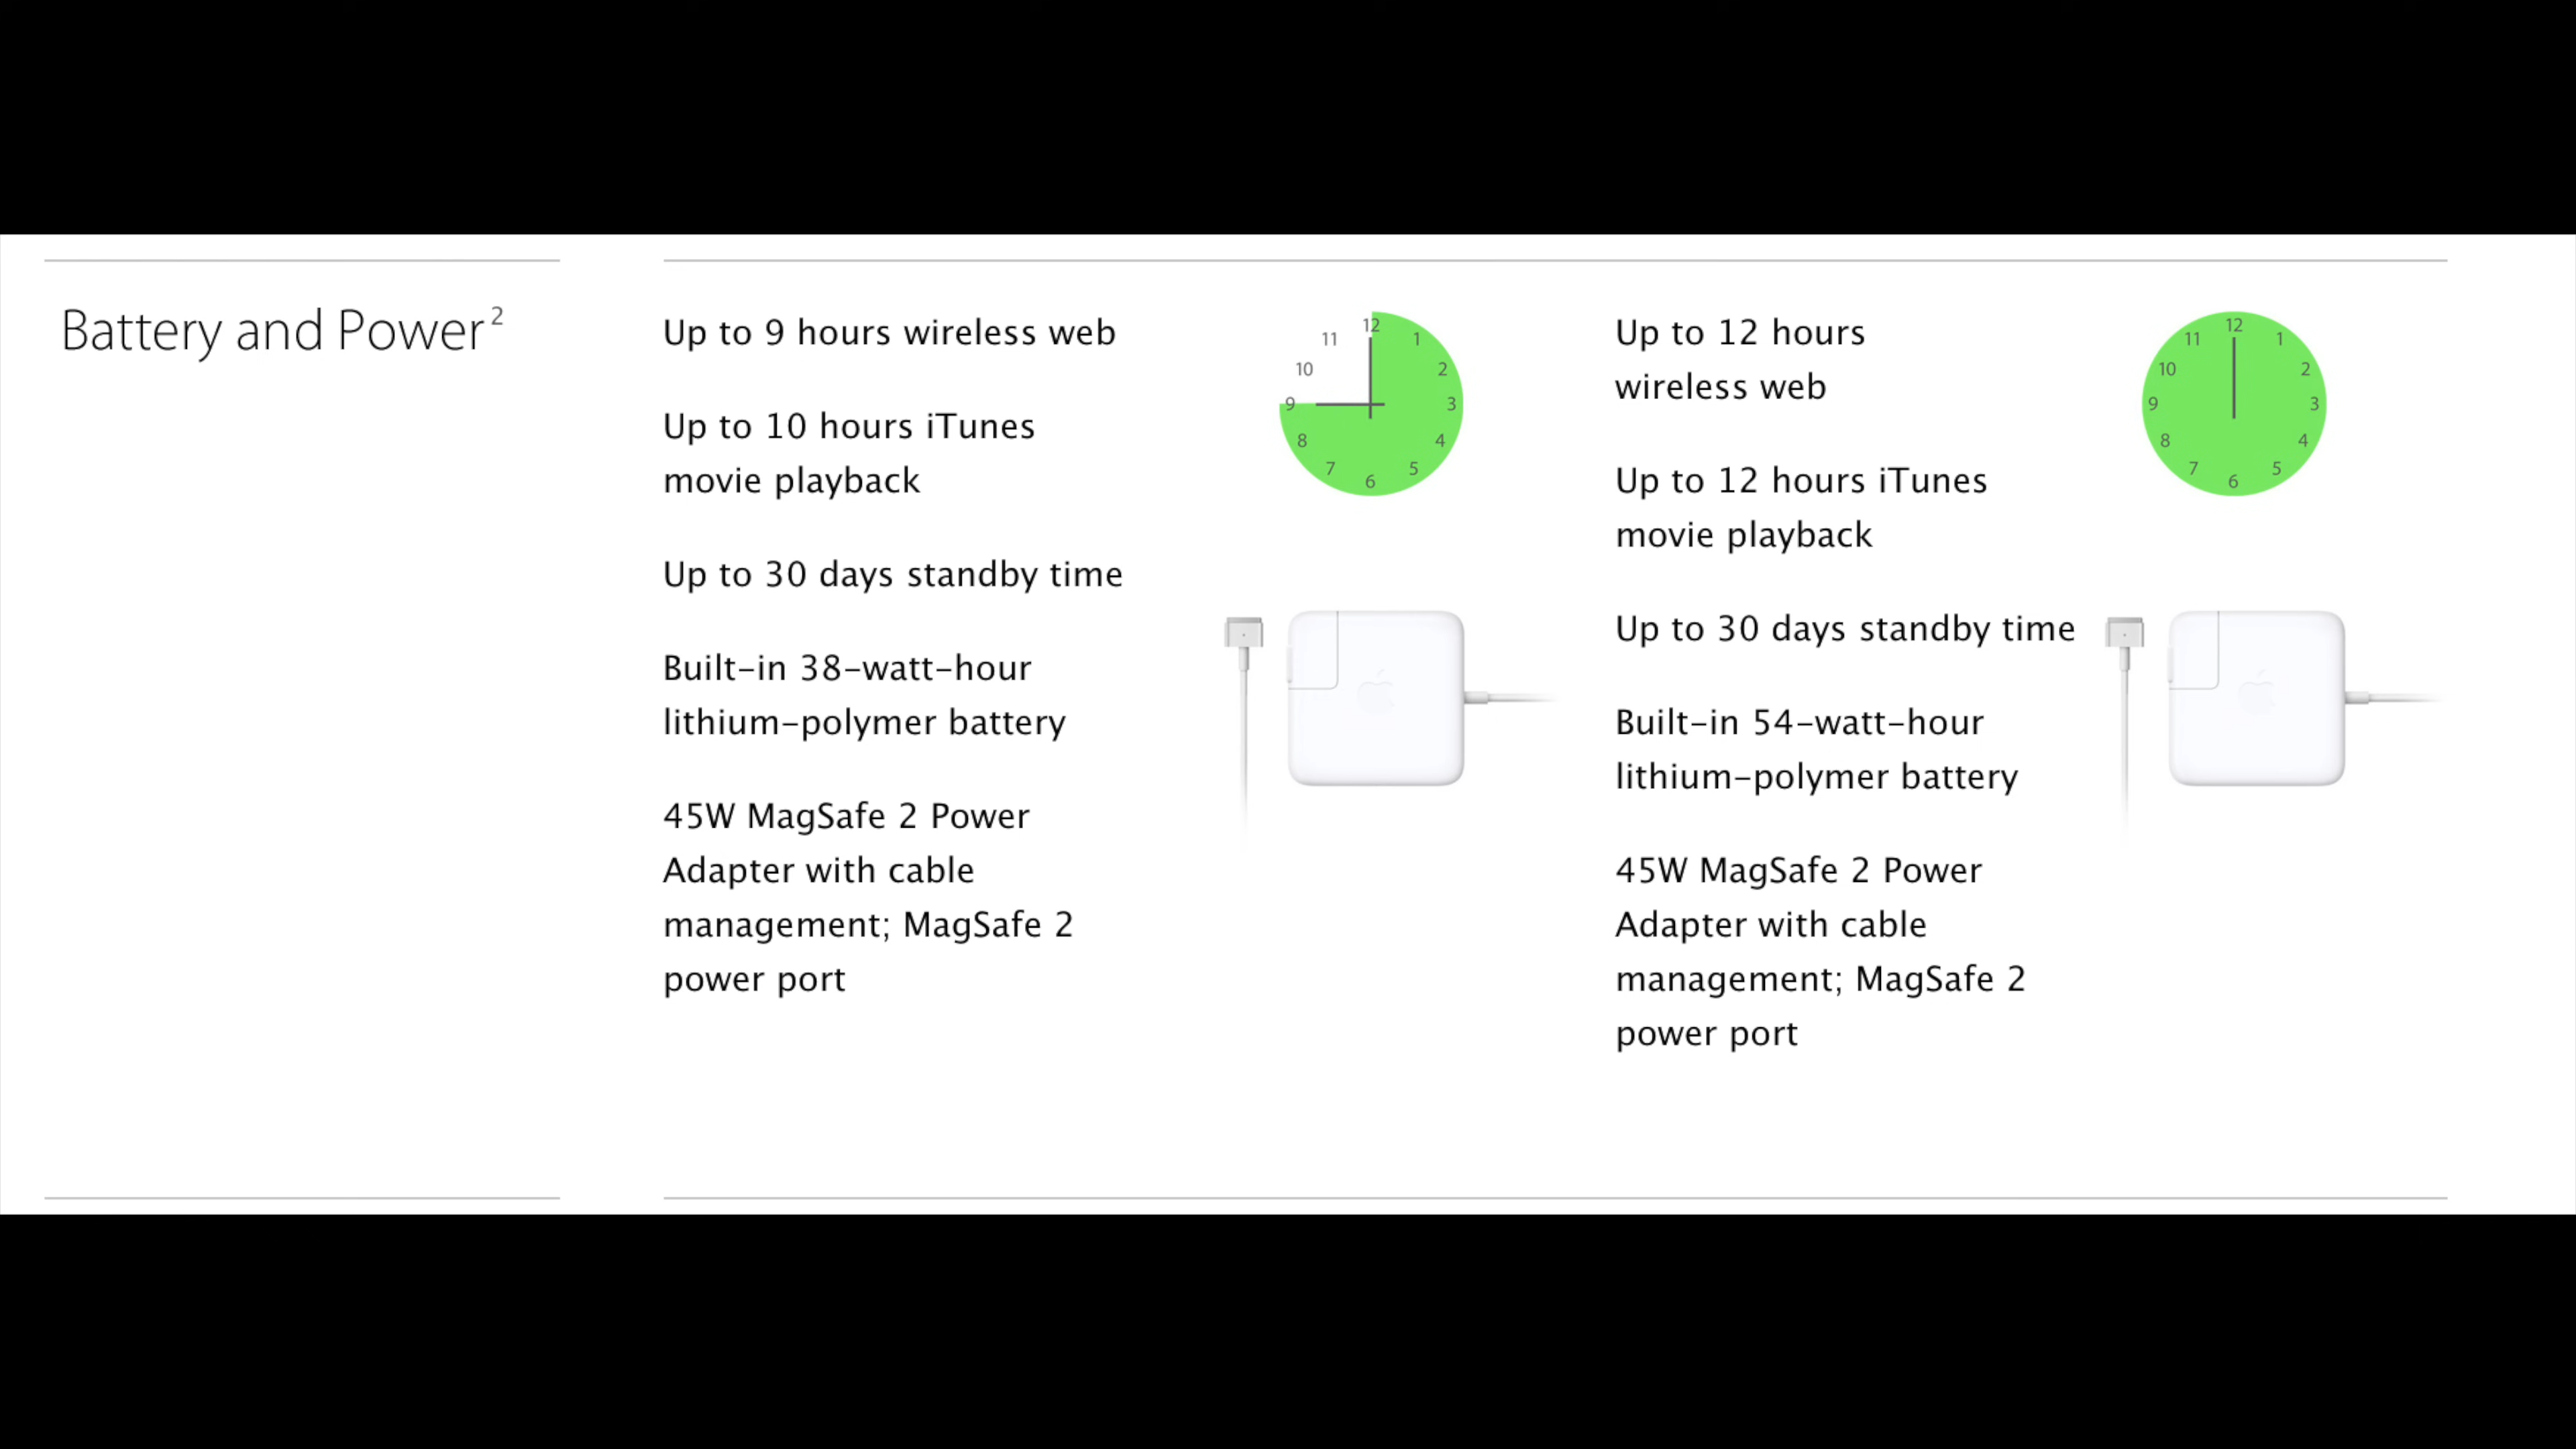 Battery and Power²
Up to 9 hours wireless web
Up to 10 hours iTunes
movie playback
Up to 30 days standby time
Built-in 38-watt-hour
lithium-polymer battery
45W MagSafe 2 Power
Adapter with cable
management; MagSafe 2
power port
12
1
2
3
4
5
6
7
8
9
10
11
Up to 12 hours
wireless web
Up to 12 hours iTunes
movie playback
Up to 30 days standby time
Built-in 54-watt-hour
lithium-polymer battery
45W MagSafe 2 Power
Adapter with cable
management; MagSafe 2
power port
12
1
2
3
4
5
6
7
8
9
10
11